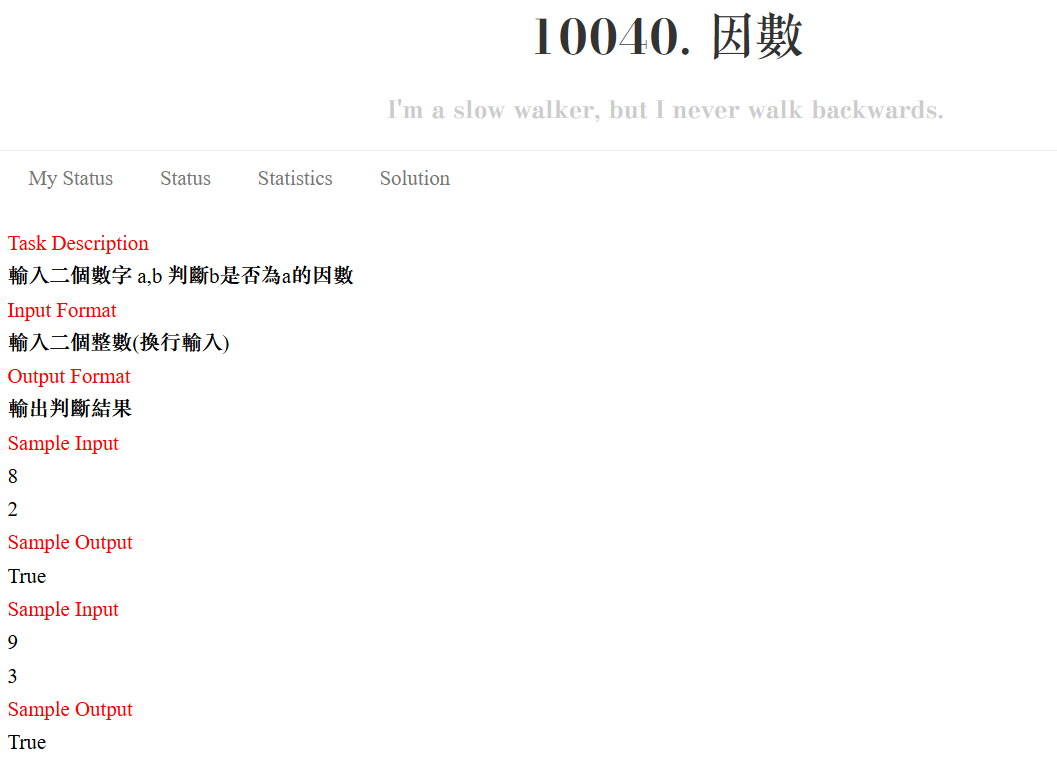 10040. 因數
I'm a slow walker, but I never walk backwards.
My Status Status Statistics Solution
Task Description
輸入二個數字 a,b 判斷b是否為a的因數
Input Format
輸入二個整數(換行輸入)
Output Format
輸出判斷結果
Sample Input
8
2
Sample Output
True
Sample Input
9
3
Sample Output
True